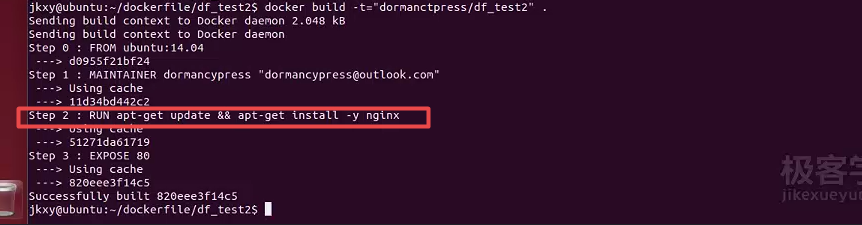 jkxy@ubuntu:~/dockerfile/df_test2$ docker build -t="dormanctpress/df_test2" .
Sending build context to Docker daemon 2.048 kB
Sending build context to Docker daemon
Step 0 : FROM ubuntu:14.04
---> d0955f21bf24
Step 1 : MAINTAINER dormancypress "dormancypress@outlook.com"
---> Using cache
---> 11d34bd442c2
Step 2 : RUN apt-get update && apt-get install -y nginx
---> Using cache
---> 51271da61719
Step 3 : EXPOSE 80
---> Using cache
---> 820eee3f14c5
Successfully built 820eee3f14c5
jkxy@ubuntu:~/dockerfile/df_test2$
极客学
jikexueyu